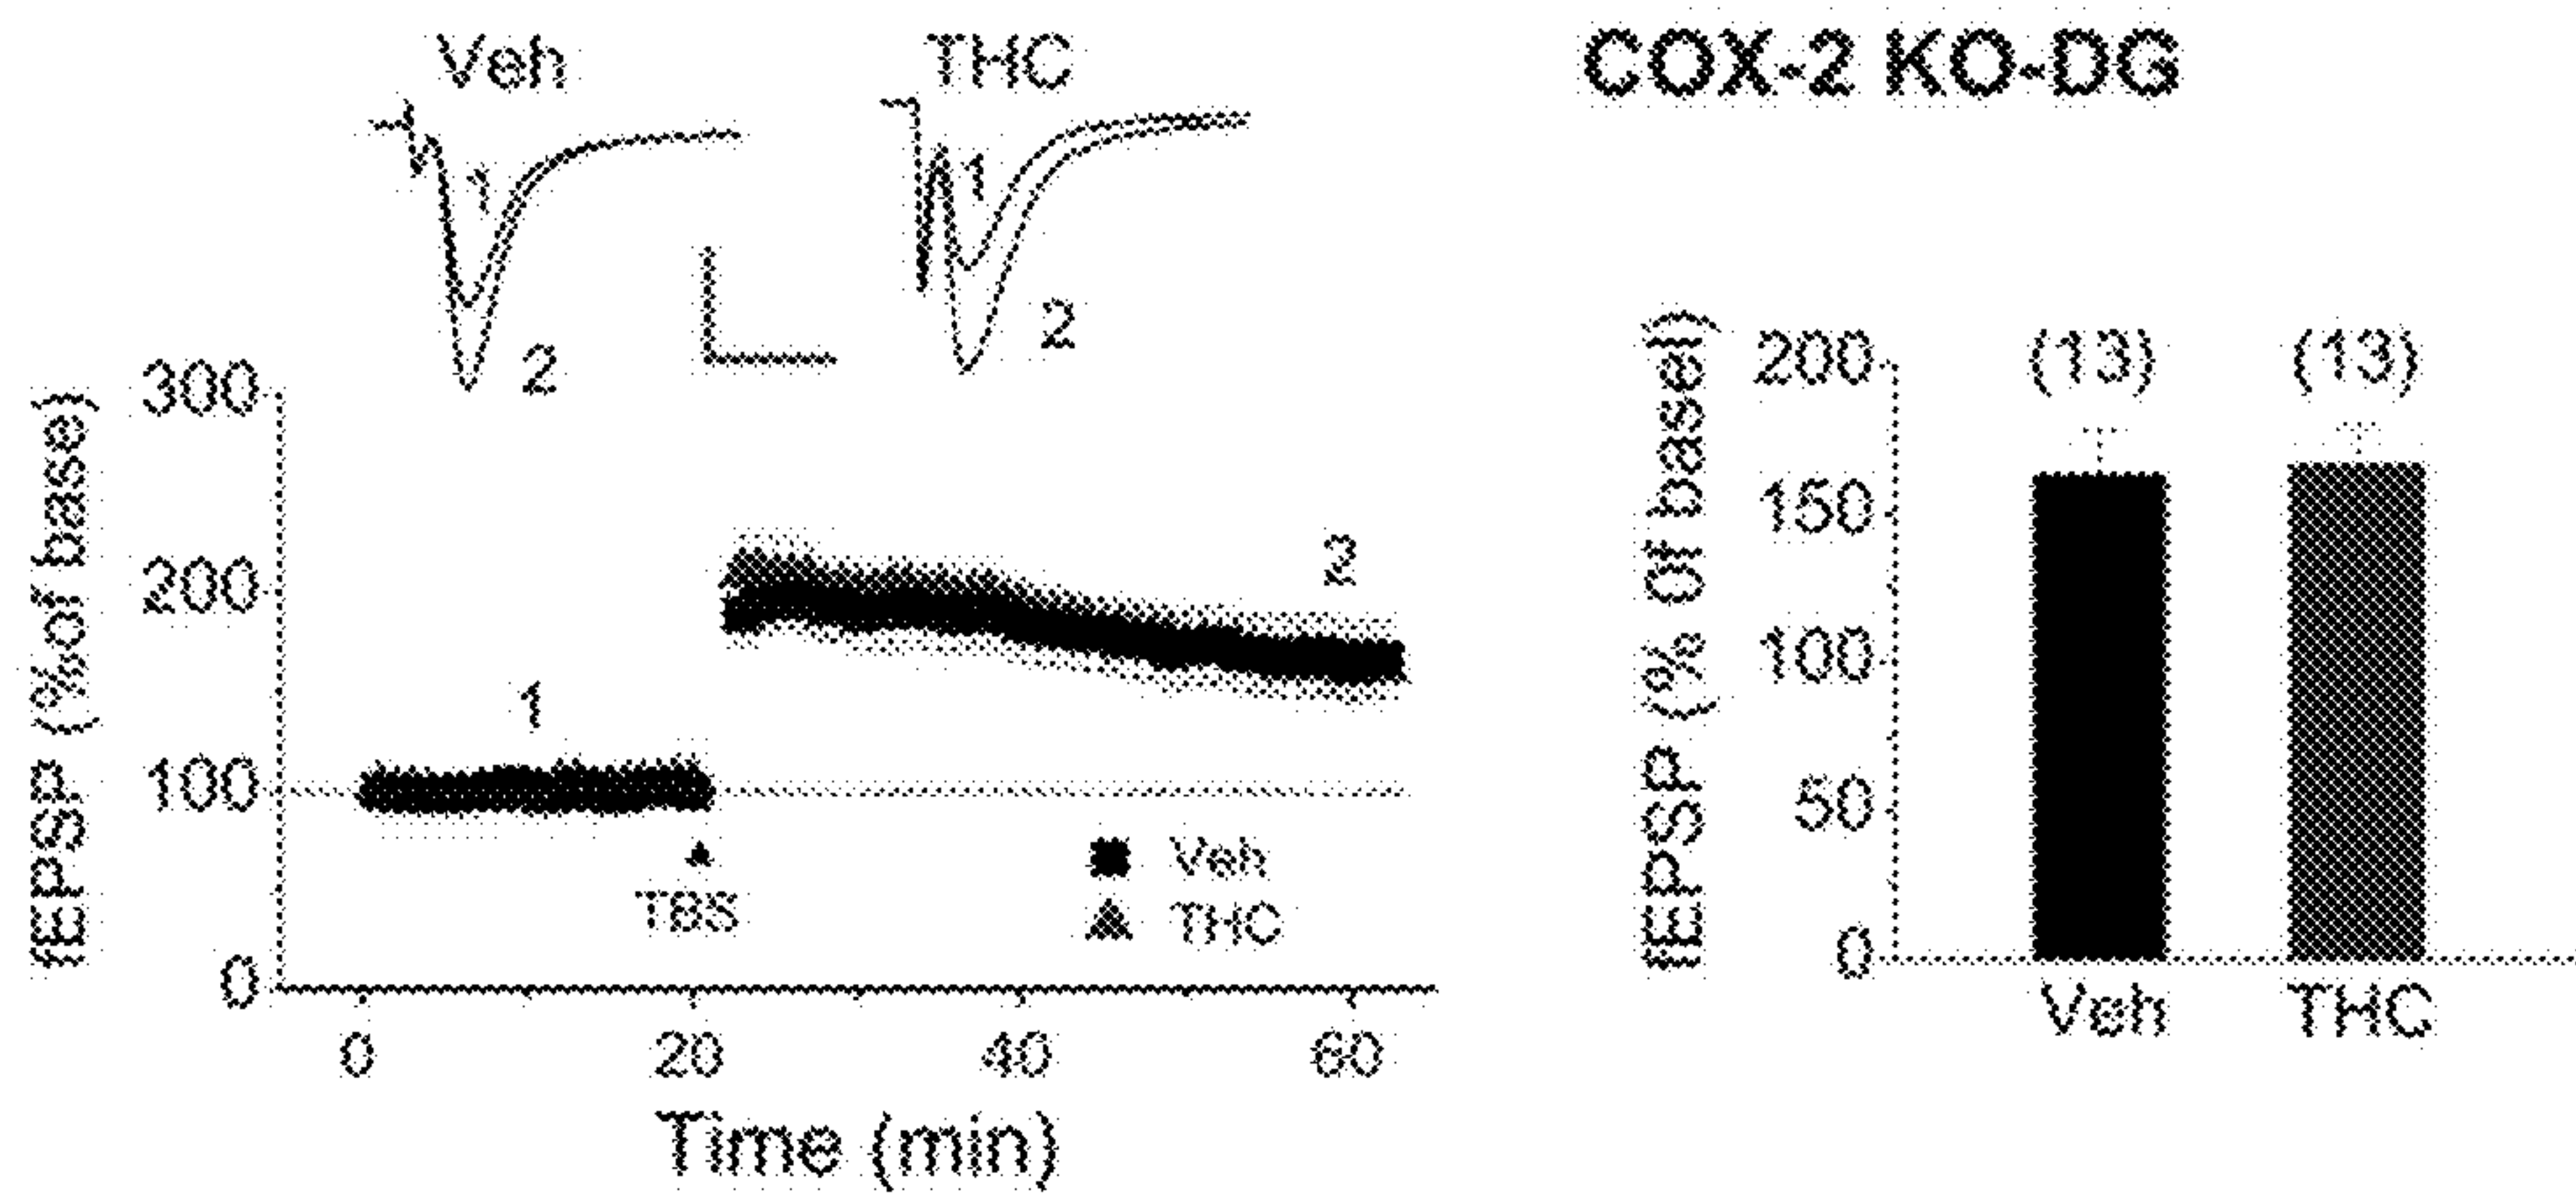 Veh
THC
COX-2 KO-DG
1
2
1
2
fEPSP (%of base)
300
200
100
0
1
2
TBS
Veh
THC
0
20
40
60
Time (min)
fEPSP (% of basel)
200
150
100
50
0
(13)
(13)
Veh
THC